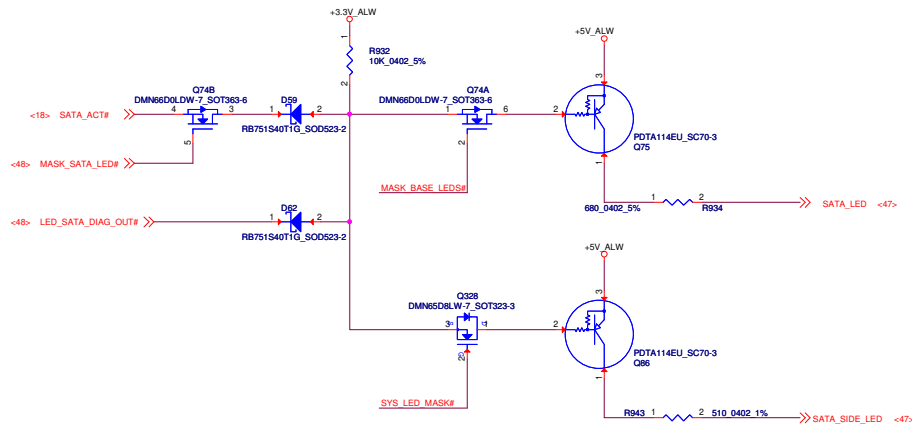 +3.3V_ALW
+5V_ALW
1
R932
10K_0402_5%
2
3
Q74B
DMN66D0LDW-7_SOT363-6
Q74A
DMN66D0LDW-7_SOT363-6
<18> SATA_ACT#
4
3
1
D59
2
1
6
2
RB751S40T1G_SOD523-2
5
2
PDTA114EU_SC70-3
Q75
<48> MASK_SATA_LED#
1
MASK_BASE_LEDS#
1
2
SATA_LED <47>
680_0402_5%
R934
<48> LED_SATA_DIAG_OUT#
1
D62
2
RB751S40T1G_SOD523-2
+5V_ALW
3
Q328
DMN65D8LW-7_SOT323-3
3
2
2
PDTA114EU_SC70-3
Q86
1
SYS_LED_MASK#
R943
1
2
510_0402_1%
SATA_SIDE_LED <47>